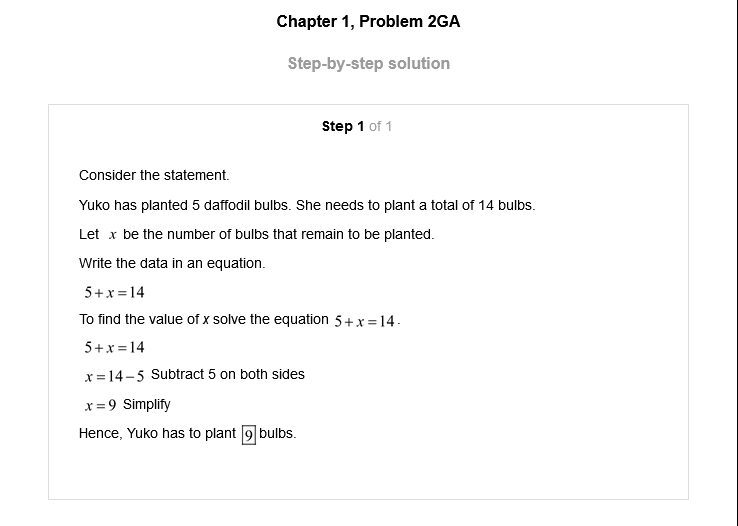 Chapter 1, Problem 2GA
Step-by-step solution
Step 1 of 1
Consider the statement.
Yuko has planted 5 daffodil bulbs. She needs to plant a total of 14 bulbs.
Let x be the number of bulbs that remain to be planted.
Write the data in an equation.
5+x=14
To find the value of x solve the equation 5+x=14.
5+x=14
x=14−5 Subtract 5 on both sides
x=9 Simplify
Hence, Yuko has to plant 9 bulbs.